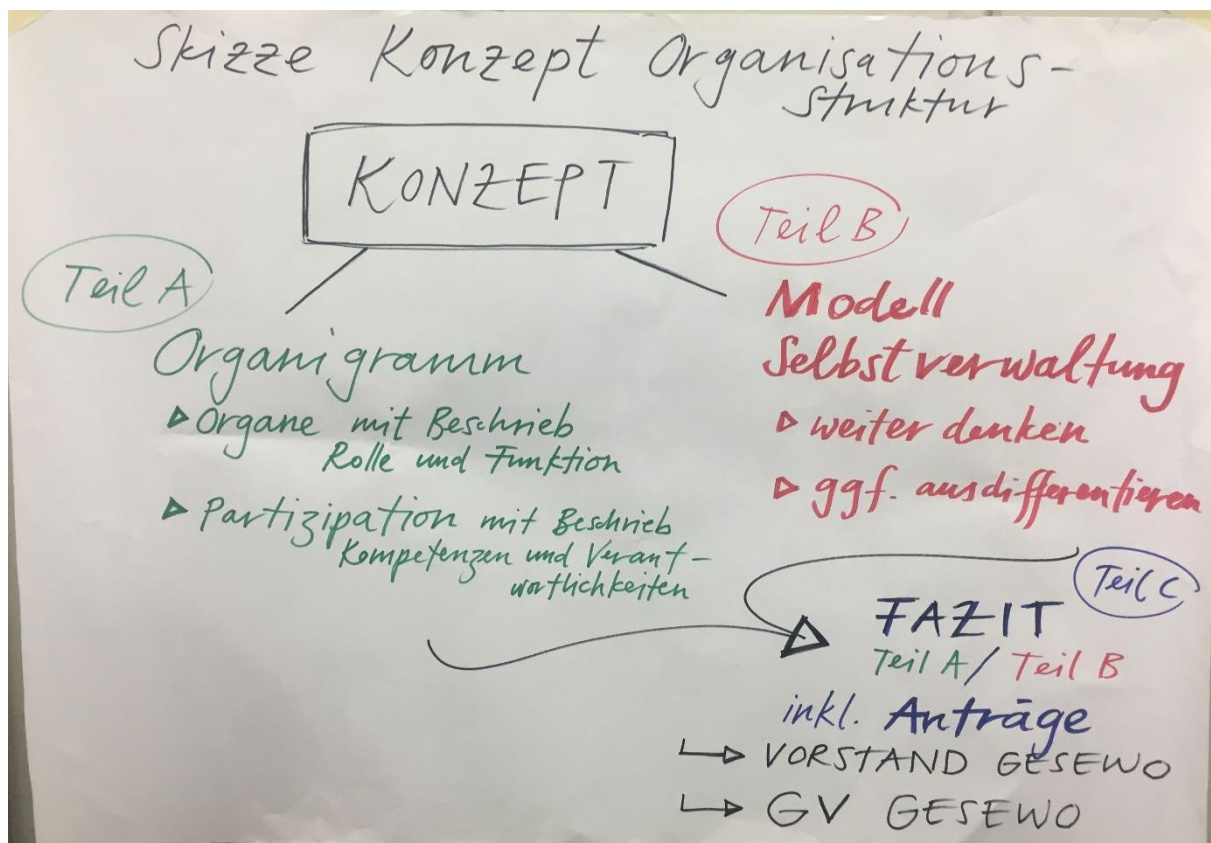 Skizze Konzept Organisations-
struktur
KONZEPT
Teil A
Organigramm
▷ Organe mit Beschrieb
Rolle und Funktion
▷ Partizipation mit Beschrieb
Kompetenzen und Verant-
wortlichkeiten
Teil B
Modell
Selbstverwaltung
▷ weiter denken
▷ ggf. ausdifferentieren
Teil C
FAZIT
Teil A / Teil B
inkl. Anträge
↳ VORSTAND GESEWO
↳ GV GESEWO